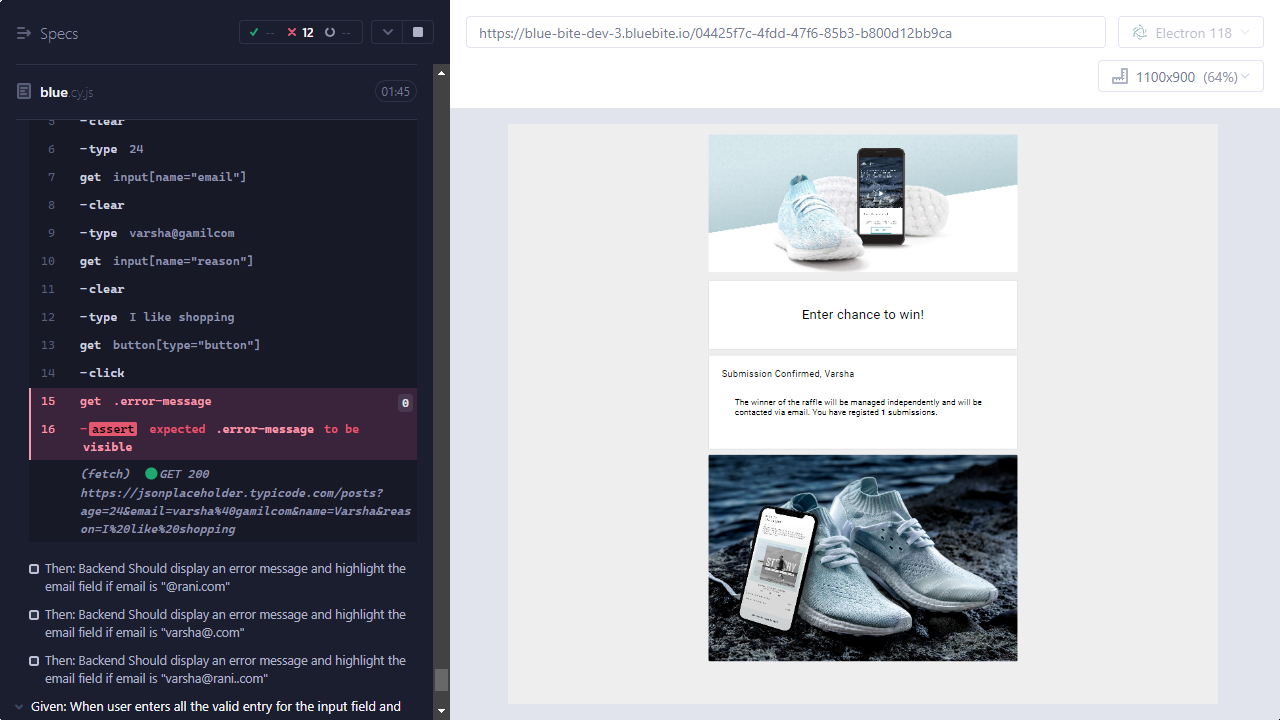 Specs
-- 12 --
blue.cy.js
01:45
5 -clear
6 -type 24
7 get input[name="email"]
8 -clear
9 -type varsha@gamilcom
10 get input[name="reason"]
11 -clear
12 -type I like shopping
13 get button[type="button"]
14 -click
15 get .error-message 0
16 -assert expected .error-message to be
visible
(fetch) GET 200
https://jsonplaceholder.typicode.com/posts?
age=24&email=varsha%40gamilcom&name=Varsha&reas
on=I%20like%20shopping
Then: Backend Should display an error message and highlight the
email field if email is "@rani.com"
Then: Backend Should display an error message and highlight the
email field if email is "varsha@.com"
Then: Backend Should display an error message and highlight the
email field if email is "varsha@rani..com"
Given: When user enters all the valid entry for the input field and
https://blue-bite-dev-3.bluebite.io/04425f7c-4fdd-47f6-85b3-b800d12bb9ca
Electron 118
1100x900 (64%)
Enter chance to win!
Submission Confirmed, Varsha
The winner of the raffle will be managed independently and will be
contacted via email. You have registed 1 submissions.